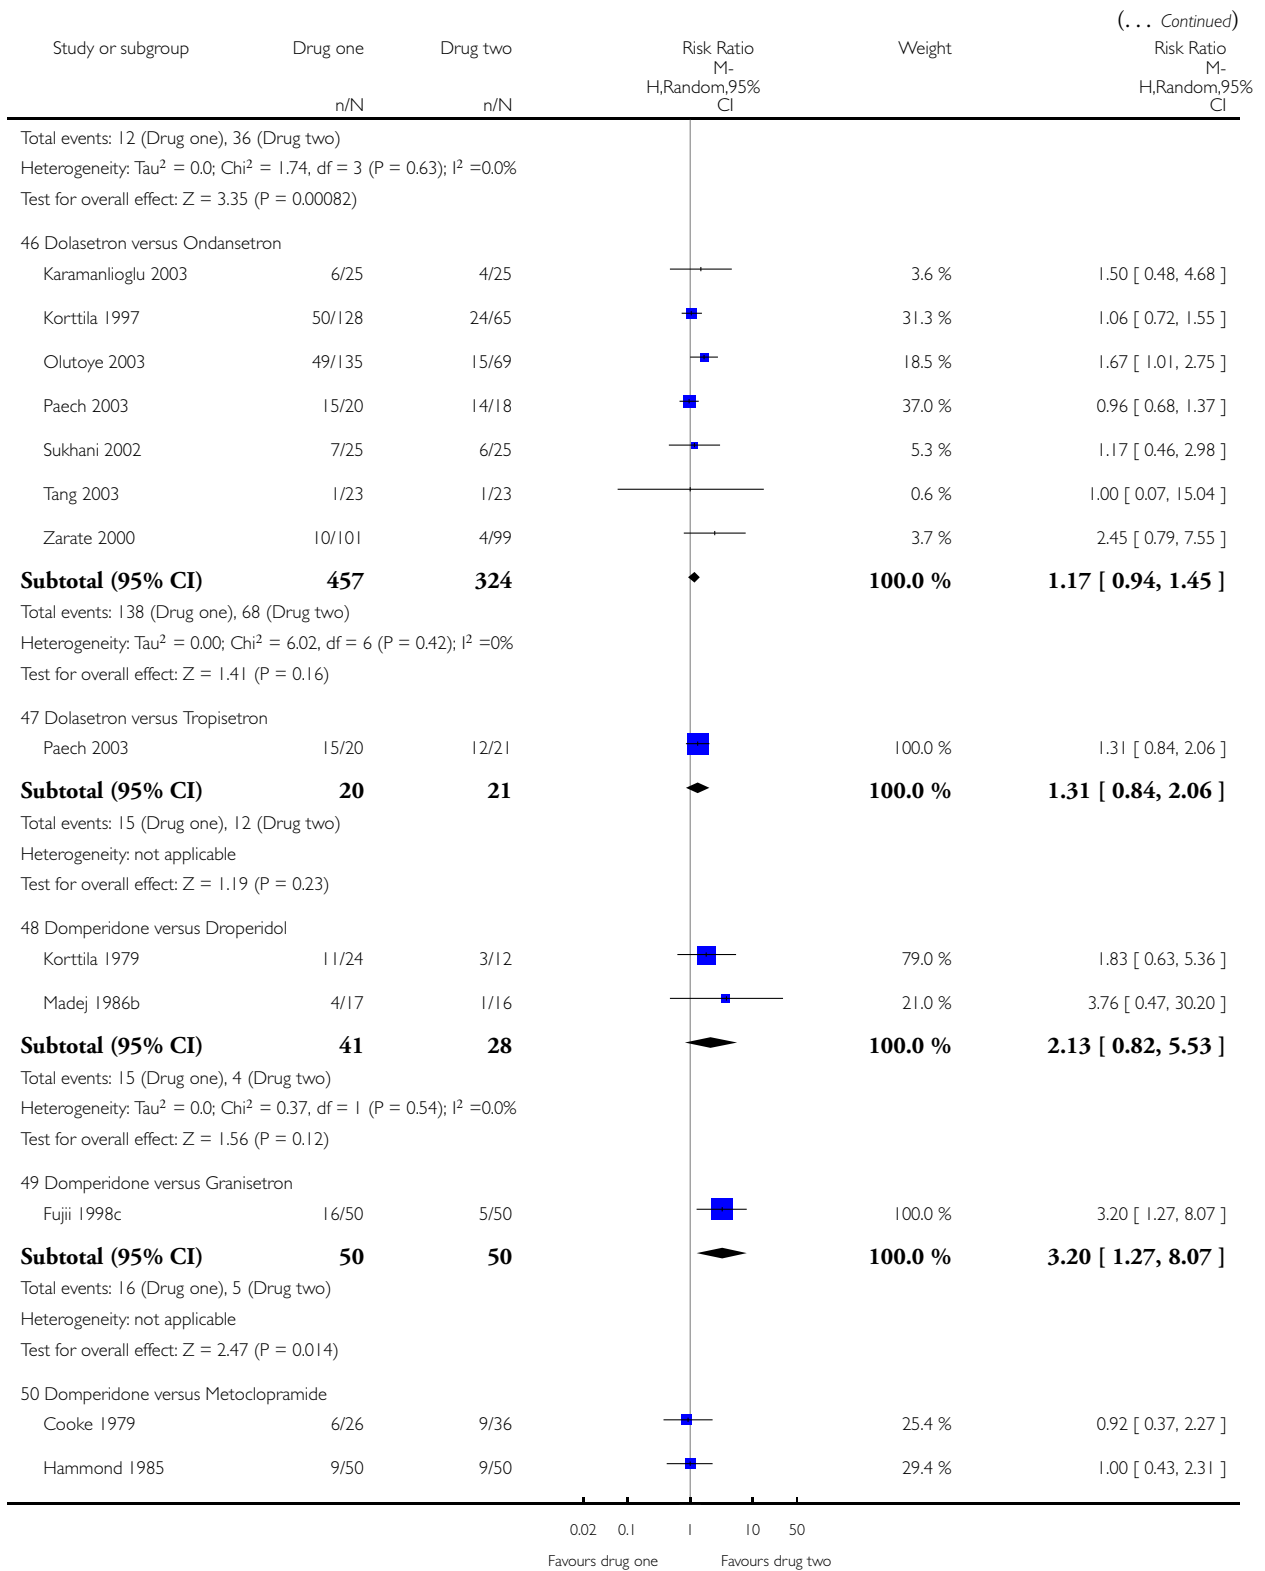 (... Continued)
Study or subgroup Drug one Drug two Risk Ratio Weight Risk Ratio
M- M-
H,Random,95% H,Random,95%
n/N n/N CI CI
Total events: 12 (Drug one), 36 (Drug two)
Heterogeneity: Tau² = 0.0; Chi² = 1.74, df = 3 (P = 0.63); I² =0.0%
Test for overall effect: Z = 3.35 (P = 0.00082)
46 Dolasetron versus Ondansetron
Karamanlioglu 2003 6/25 4/25 3.6 % 1.50 [ 0.48, 4.68 ]
Korttila 1997 50/128 24/65 31.3 % 1.06 [ 0.72, 1.55 ]
Olutoye 2003 49/135 15/69 18.5 % 1.67 [ 1.01, 2.75 ]
Paech 2003 15/20 14/18 37.0 % 0.96 [ 0.68, 1.37 ]
Sukhani 2002 7/25 6/25 5.3 % 1.17 [ 0.46, 2.98 ]
Tang 2003 1/23 1/23 0.6 % 1.00 [ 0.07, 15.04 ]
Zarate 2000 10/101 4/99 3.7 % 2.45 [ 0.79, 7.55 ]
Subtotal (95% CI) 457 324 100.0 % 1.17 [ 0.94, 1.45 ]
Total events: 138 (Drug one), 68 (Drug two)
Heterogeneity: Tau² = 0.00; Chi² = 6.02, df = 6 (P = 0.42); I² =0%
Test for overall effect: Z = 1.41 (P = 0.16)
47 Dolasetron versus Tropisetron
Paech 2003 15/20 12/21 100.0 % 1.31 [ 0.84, 2.06 ]
Subtotal (95% CI) 20 21 100.0 % 1.31 [ 0.84, 2.06 ]
Total events: 15 (Drug one), 12 (Drug two)
Heterogeneity: not applicable
Test for overall effect: Z = 1.19 (P = 0.23)
48 Domperidone versus Droperidol
Korttila 1979 11/24 3/12 79.0 % 1.83 [ 0.63, 5.36 ]
Madej 1986b 4/17 1/16 21.0 % 3.76 [ 0.47, 30.20 ]
Subtotal (95% CI) 41 28 100.0 % 2.13 [ 0.82, 5.53 ]
Total events: 15 (Drug one), 4 (Drug two)
Heterogeneity: Tau² = 0.0; Chi² = 0.37, df = 1 (P = 0.54); I² =0.0%
Test for overall effect: Z = 1.56 (P = 0.12)
49 Domperidone versus Granisetron
Fujii 1998c 16/50 5/50 100.0 % 3.20 [ 1.27, 8.07 ]
Subtotal (95% CI) 50 50 100.0 % 3.20 [ 1.27, 8.07 ]
Total events: 16 (Drug one), 5 (Drug two)
Heterogeneity: not applicable
Test for overall effect: Z = 2.47 (P = 0.014)
50 Domperidone versus Metoclopramide
Cooke 1979 6/26 9/36 25.4 % 0.92 [ 0.37, 2.27 ]
Hammond 1985 9/50 9/50 29.4 % 1.00 [ 0.43, 2.31 ]
0.02 0.1 1 10 50
Favours drug one Favours drug two